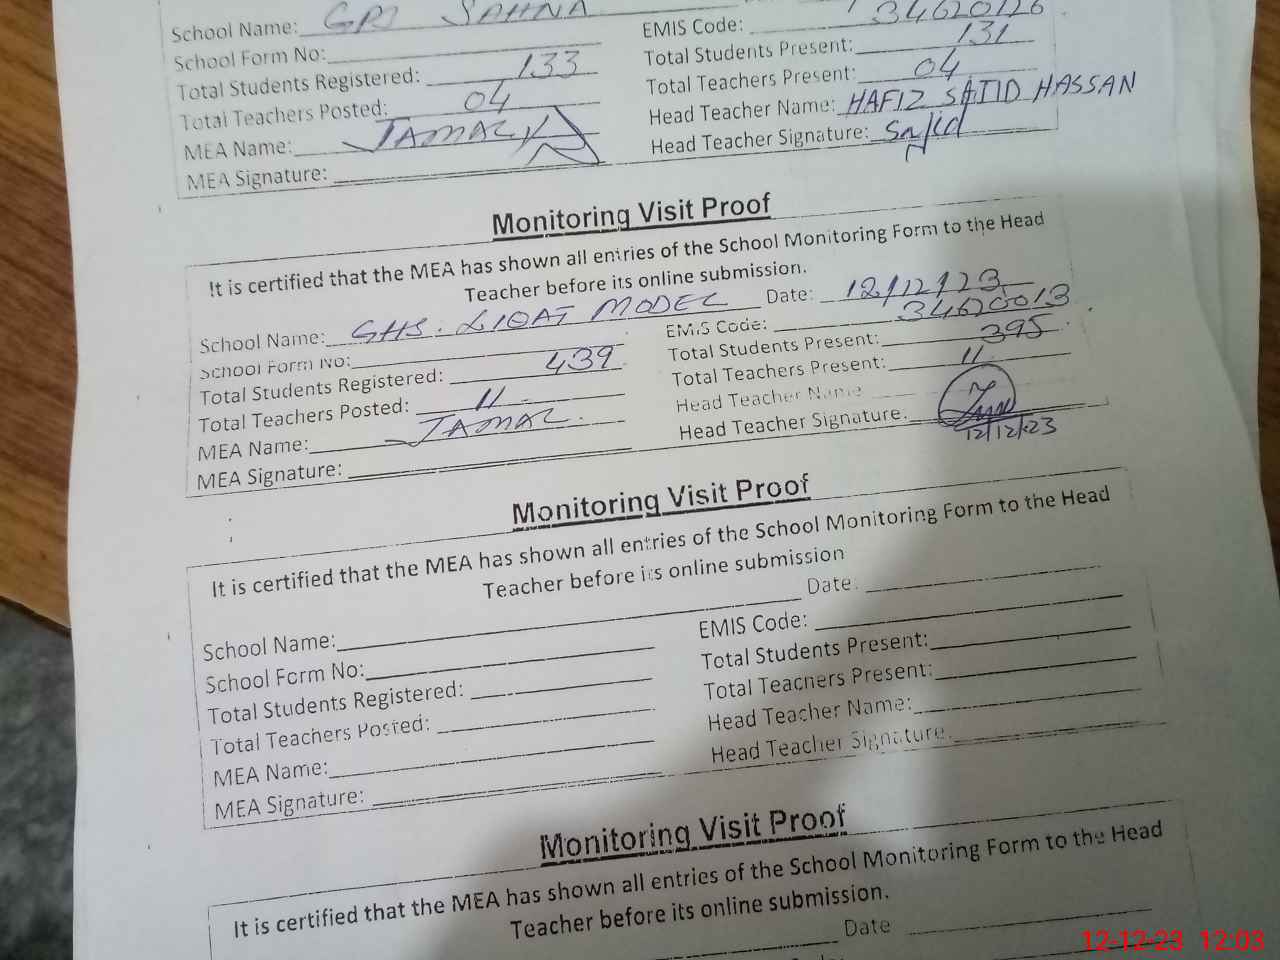 School Name: GPS SAHNA
EMIS Code: 34620126
School Form No:
Total Students Present: 131
Total Students Registered: 133
Total Teachers Present: 04
Total Teachers Posted: 04
Head Teacher Name: HAFIZ SAJID HASSAN
MEA Name: JAMAL
Head Teacher Signature: Sajid
MEA Signature:
Monitoring Visit Proof
It is certified that the MEA has shown all entries of the School Monitoring Form to the Head
Teacher before its online submission.
Date: 12/12/23
School Name: GHS. LIQAT MODEL
EMIS Code: 34620013
School Form No:
Total Students Present: 395
Total Students Registered: 439
Total Teachers Present: 11
Total Teachers Posted: 11
Head Teacher Name
MEA Name: JAMAL.
Head Teacher Signature.
12/12/23
MEA Signature:
Monitoring Visit Proof
It is certified that the MEA has shown all entries of the School Monitoring Form to the Head
Teacher before its online submission
Date:
School Name:
EMIS Code:
School Form No:
Total Students Present:
Total Students Registered:
Total Teachers Present:
Total Teachers Posted:
Head Teacher Name:
MEA Name:
Head Teacher Signature.
MEA Signature:
Monitoring Visit Proof
It is certified that the MEA has shown all entries of the School Monitoring Form to the Head
Teacher before its online submission.
Date
12-12-23 12:03